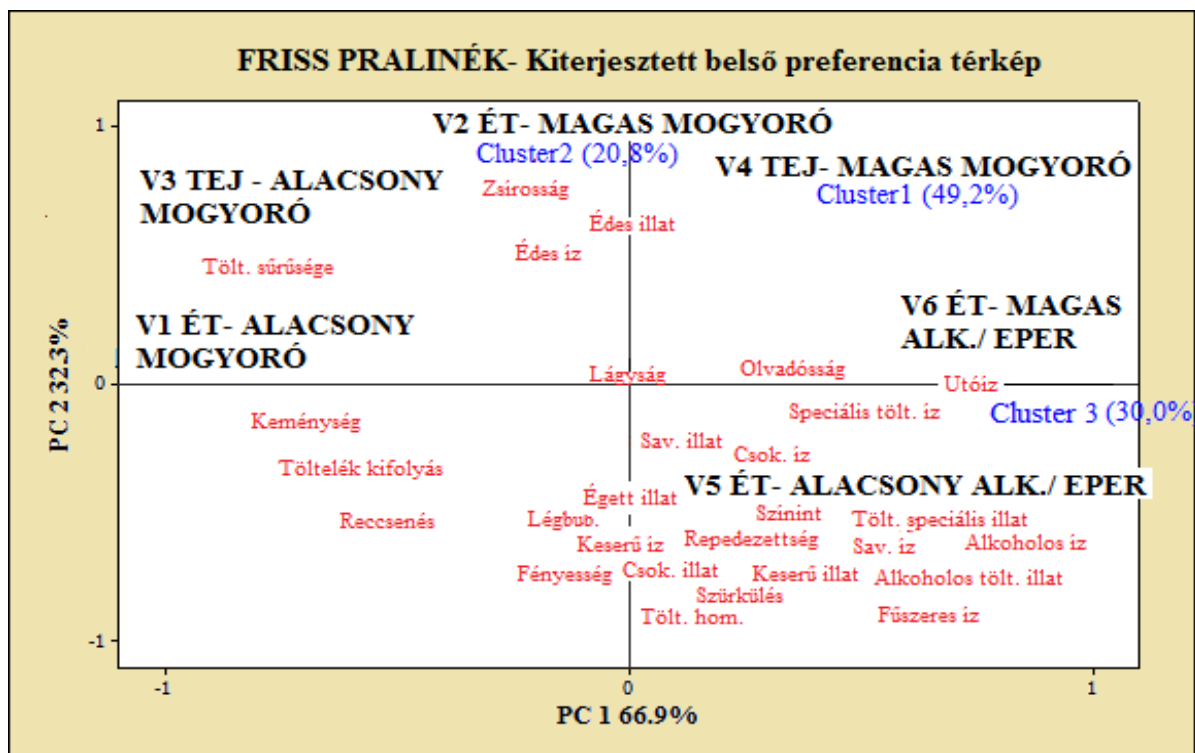 FRISS PRALINÉK- Kiterjesztett belső preferencia térkép
V2 ÉT- MAGAS MOGYORÓ
Cluster2 (20,8%)
V4 TEJ- MAGAS MOGYORÓ
Cluster1 (49,2%)
V3 TEJ - ALACSONY
MOGYORÓ
Zsírosság
Édes illat
Édes íz
Tölt. sűrűsége
V1 ÉT- ALACSONY
MOGYORÓ
V6 ÉT- MAGAS
ALK./ EPER
Lágyság
Olvadósság
Utóíz
Speciális tölt. íz
Cluster 3 (30,0%
Keménység
Sav. illat
Csok. íz
Töltelék kifolyás
V5 ÉT- ALACSONY ALK./ EPER
Égett illat
Reccsenés
Légbub.
Színint
Tölt. speciális illat
Keserű íz
Repedezettség
Sav. íz
Alkoholos íz
Fényesség
Csok. illat
Keserű illat
Alkoholos tölt. illat
Szürkülés
Tölt. hom.
Fűszeres íz
1
0
-1
PC 2 32.3%
-1
0
1
PC 1 66.9%